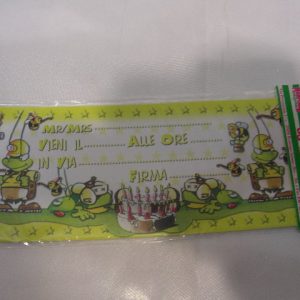 MR/MRS
VIENI IL ALLE ORE
IN VIA
FIRMA